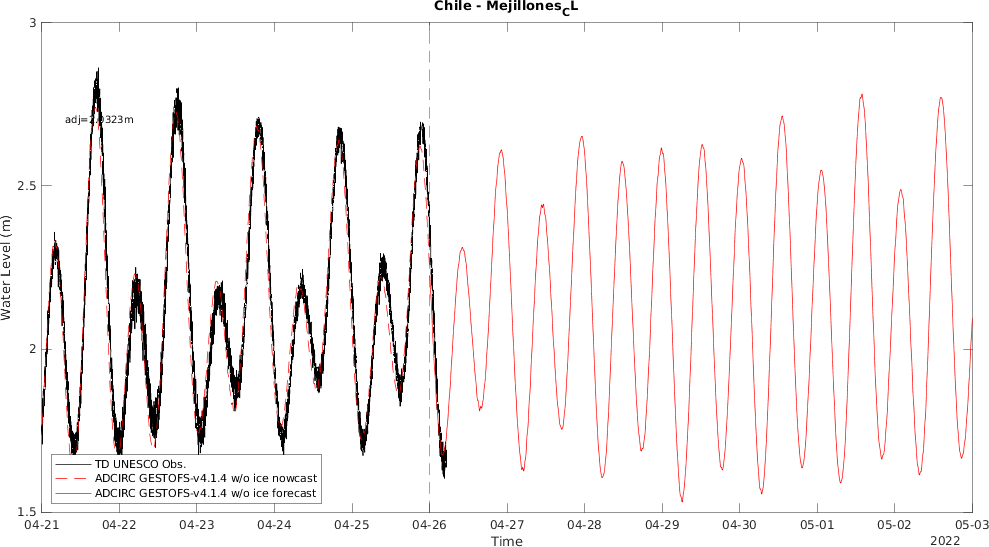 Chile - Mejillones_CL
3
2.5
2
1.5
Water Level (m)
adj=2.0323m
TD UNESCO Obs.
ADCIRC GESTOFS-v4.1.4 w/o ice nowcast
ADCIRC GESTOFS-v4.1.4 w/o ice forecast
04-21 04-22 04-23 04-24 04-25 04-26 04-27 04-28 04-29 04-30 05-01 05-02 05-03
Time
2022